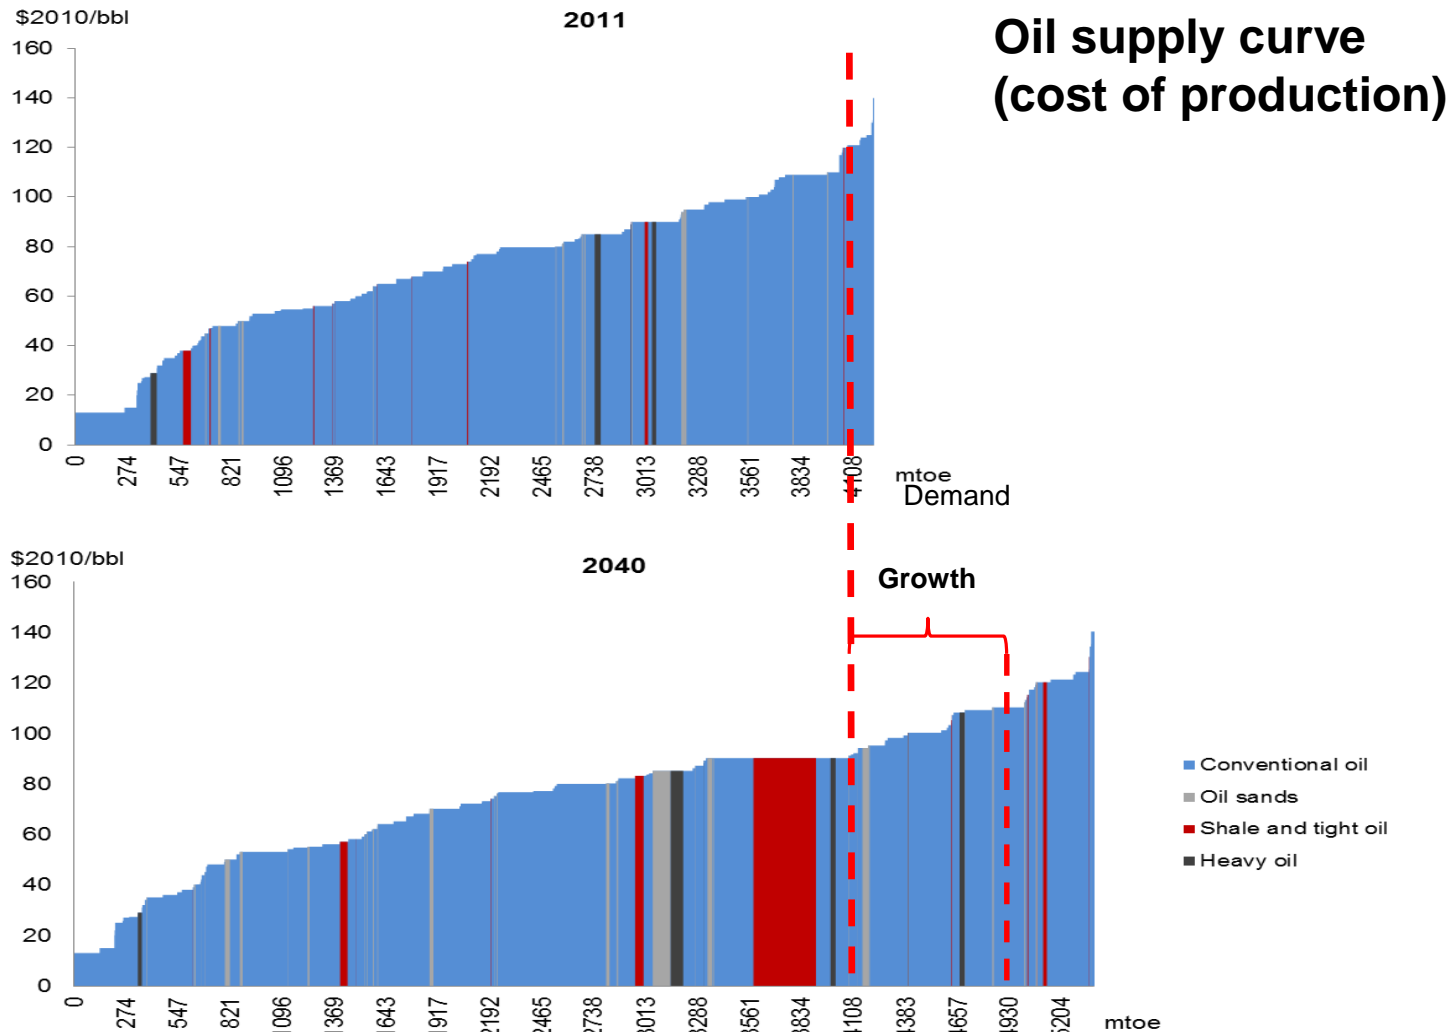 Oil supply curve
(cost of production)
$2010/bbl
2011
160
140
120
100
80
60
40
20
0
0 274 547 821 1096 1369 1643 1917 2192 2465 2738 3013 3288 3561 3834 4108
mtoe
Demand
$2010/bbl
2040
Growth
160
140
120
100
80
60
40
20
0
0 274 547 821 1096 1369 1643 1917 2192 2465 2738 3013 3288 3561 3834 4108 4383 4657 4930 5204
mtoe
Conventional oil
Oil sands
Shale and tight oil
Heavy oil